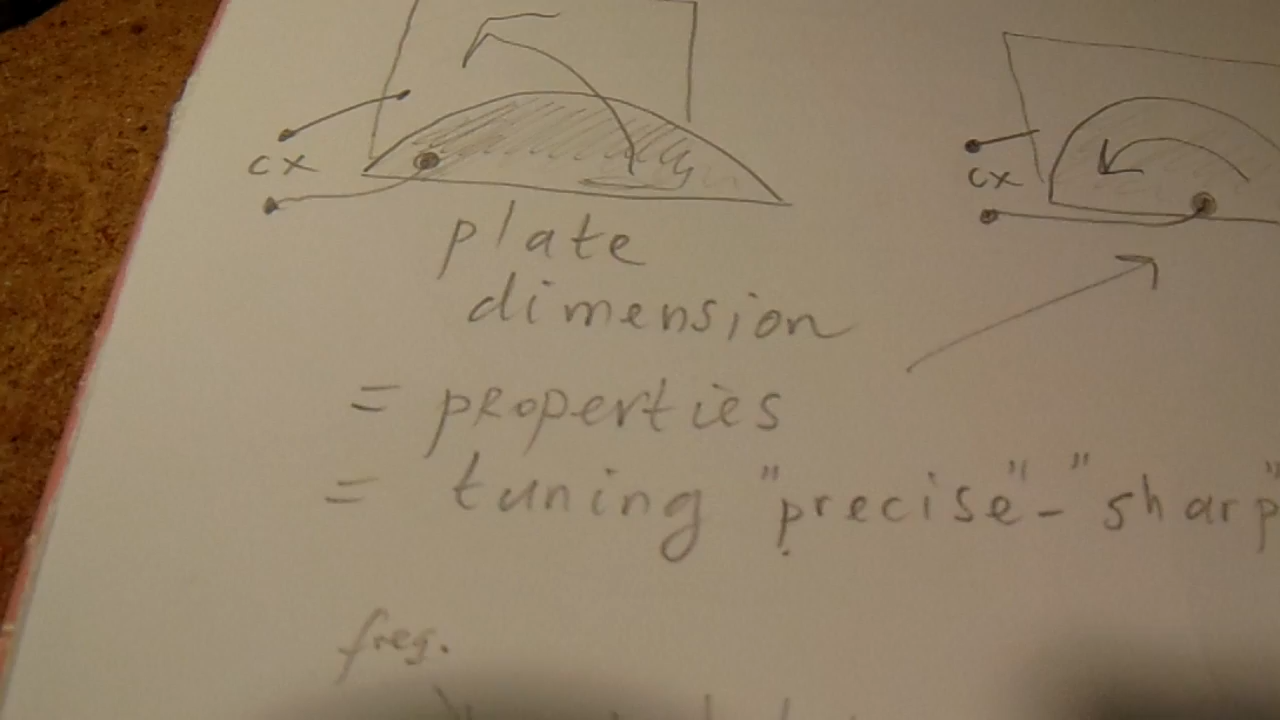 cx
cx
plate
dimension
= properties
= tuning "precise"-"sharp"
freq.